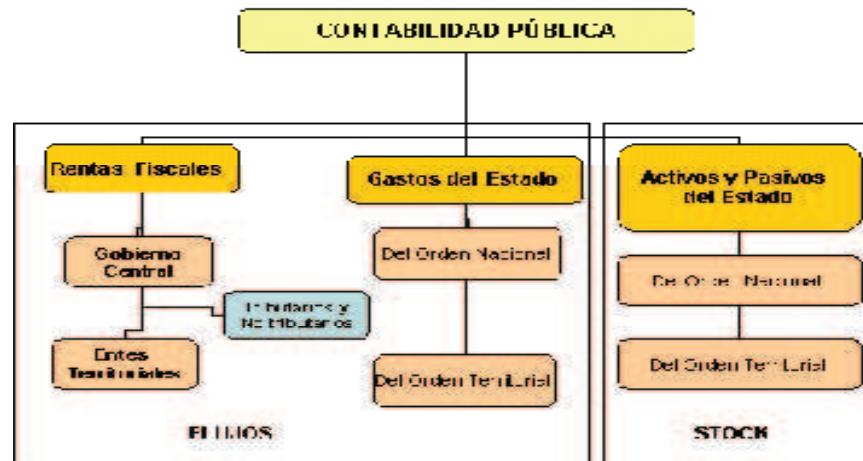 CONTABILIDAD PÚBLICA
Rentas Fiscales
Gobierno
Central
Tributarios y
No tributarios
Entes
Territoriales
Gastos del Estado
Del Orden Nacional
Del Orden Territorial
FLUJOS
Activos y Pasivos
del Estado
Del Orden Nacional
Del Orden Territorial
STOCK